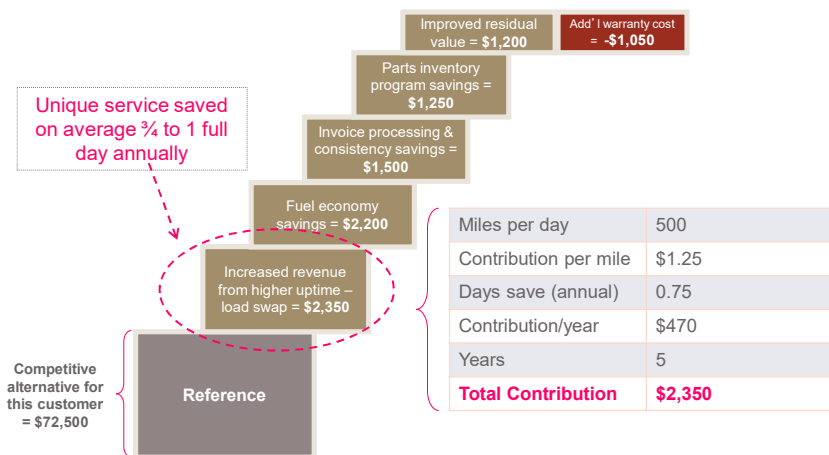 Improved residual
value = $1,200
Add’l warranty cost
= -$1,050
Parts inventory
program savings =
$1,250
Unique service saved
on average ¾ to 1 full
day annually
Invoice processing &
consistency savings =
$1,500
Fuel economy
savings = $2,200
Increased revenue
from higher uptime –
load swap = $2,350
Miles per day 500
Contribution per mile $1.25
Days save (annual) 0.75
Contribution/year $470
Years 5
Total Contribution $2,350
Competitive
alternative for
this customer
= $72,500
Reference